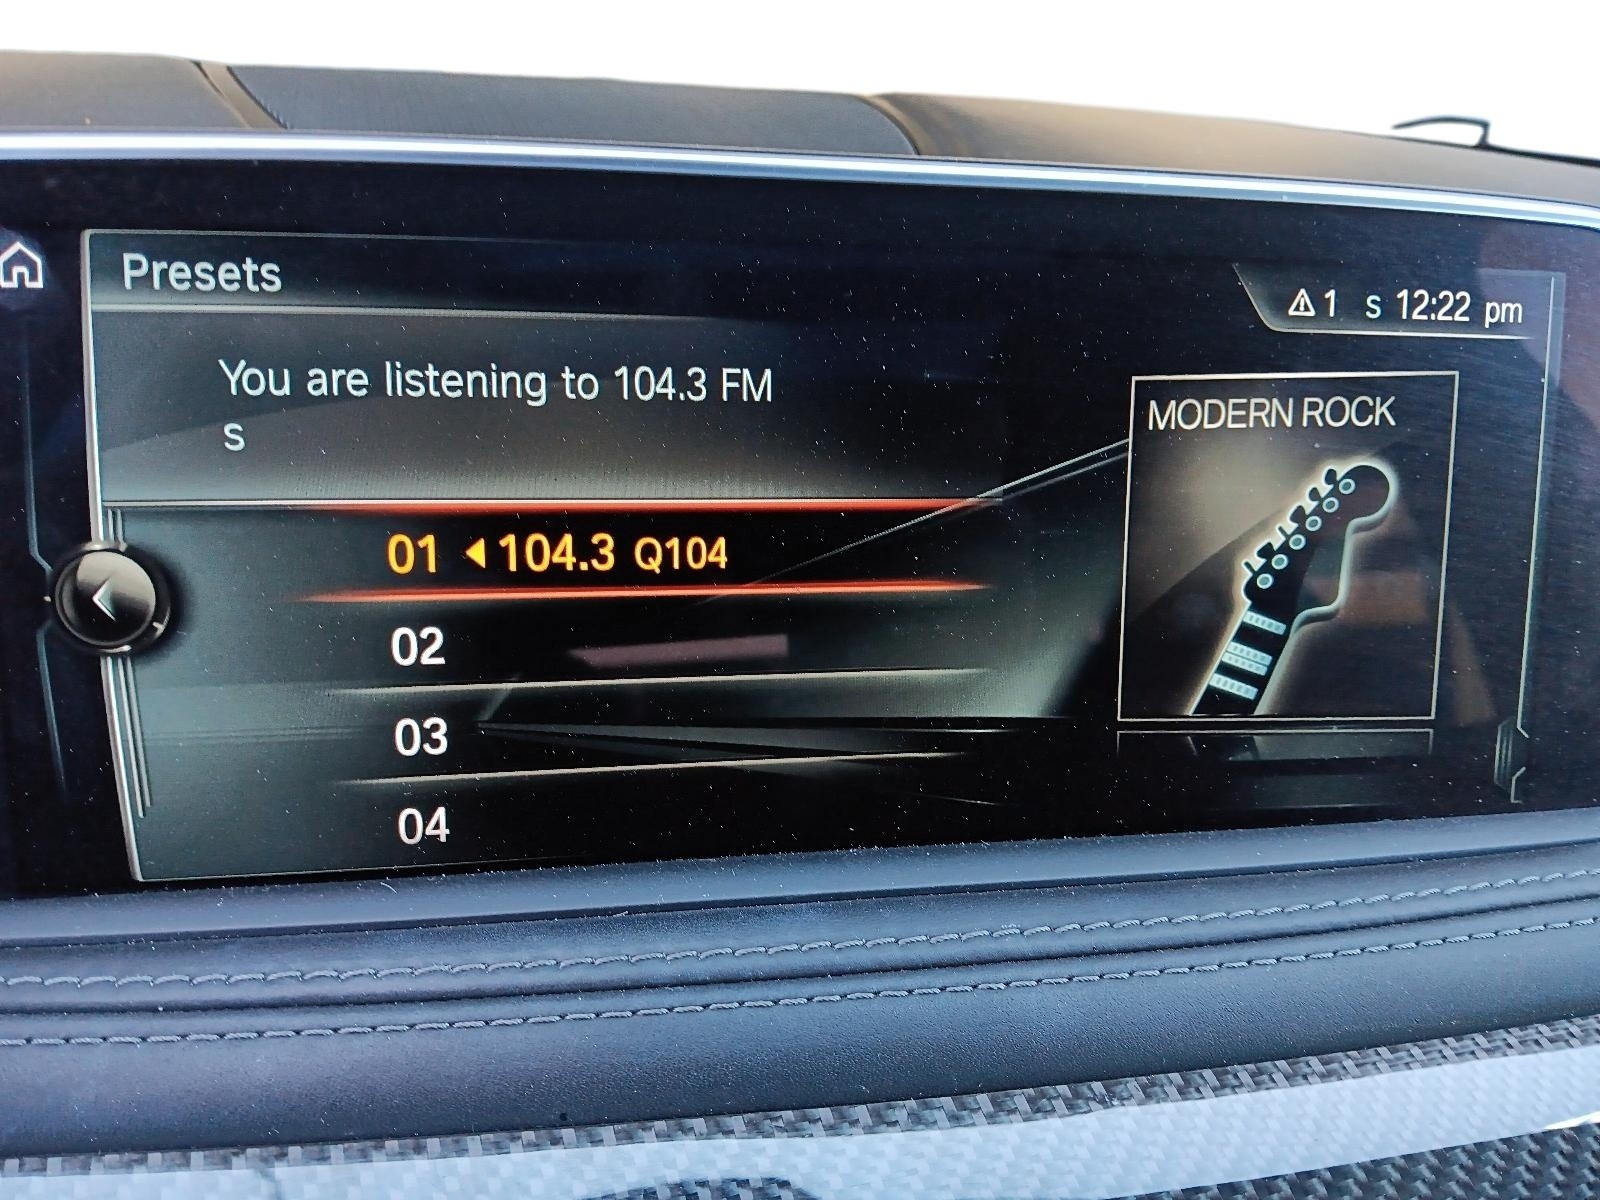 Presets
1 s 12:22 pm
You are listening to 104.3 FM
s
MODERN ROCK
01 104.3 Q104
02
03
04